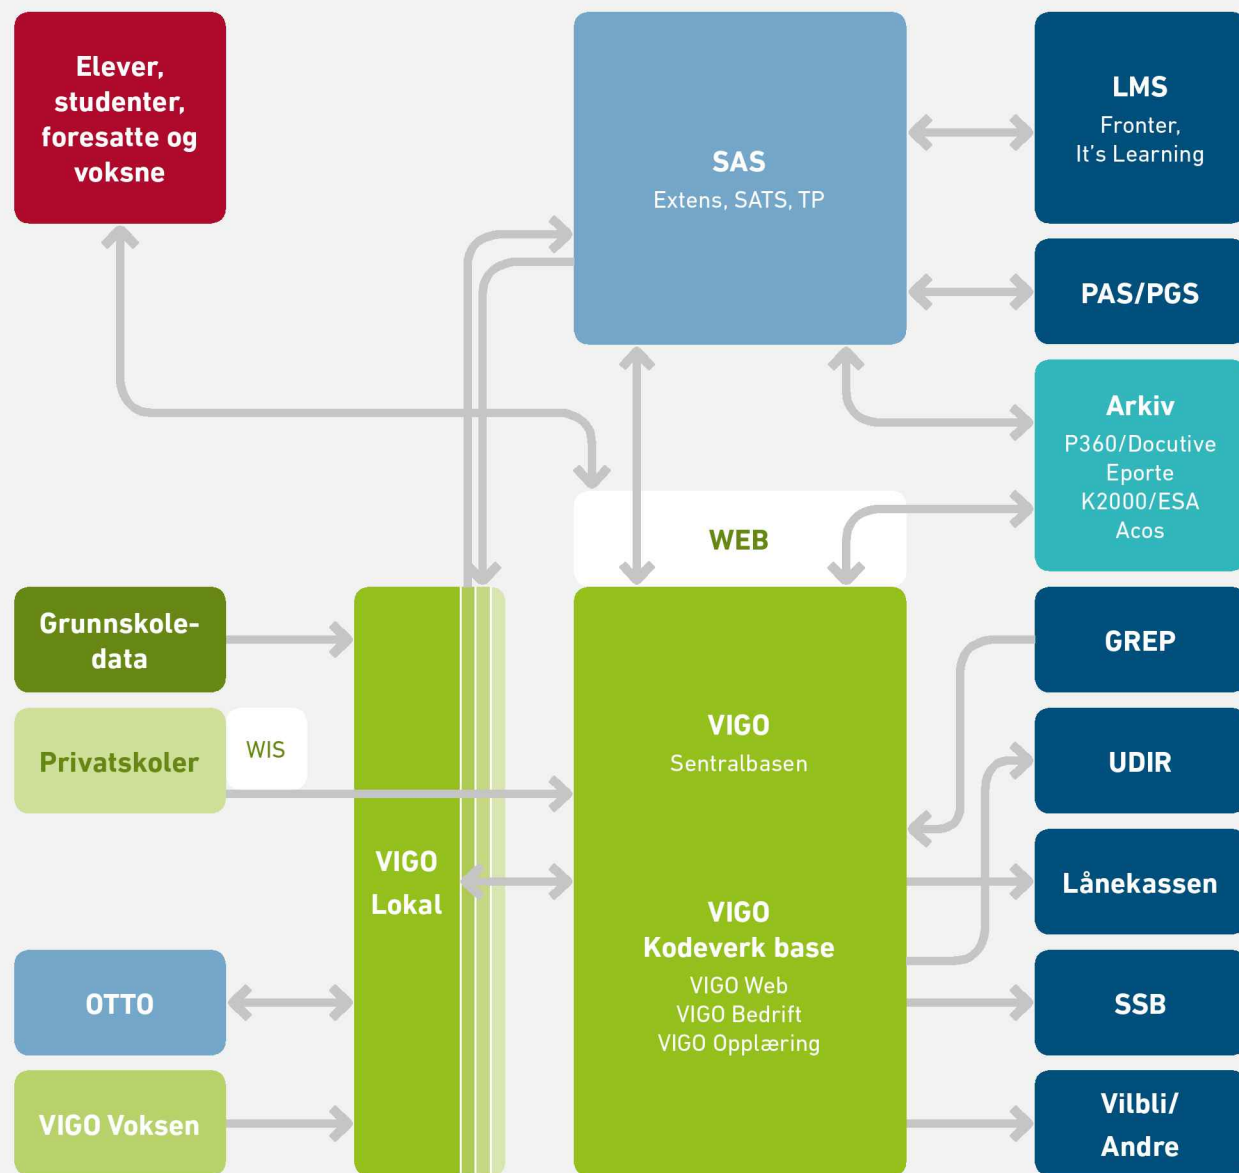 Elever,
studenter,
foresatte og
voksne
SAS
Extens, SATS, TP
LMS
Fronter,
It's Learning
PAS/PGS
Arkiv
P360/Docutive
Eporte
K2000/ESA
Acos
WEB
Grunnskole-
data
Privatskoler
WIS
OTTO
VIGO Voksen
VIGO
Lokal
VIGO
Sentralbasen
VIGO
Kodeverk base
VIGO Web
VIGO Bedrift
VIGO Opplæring
GREP
UDIR
Lånekassen
SSB
Vilbli/
Andre